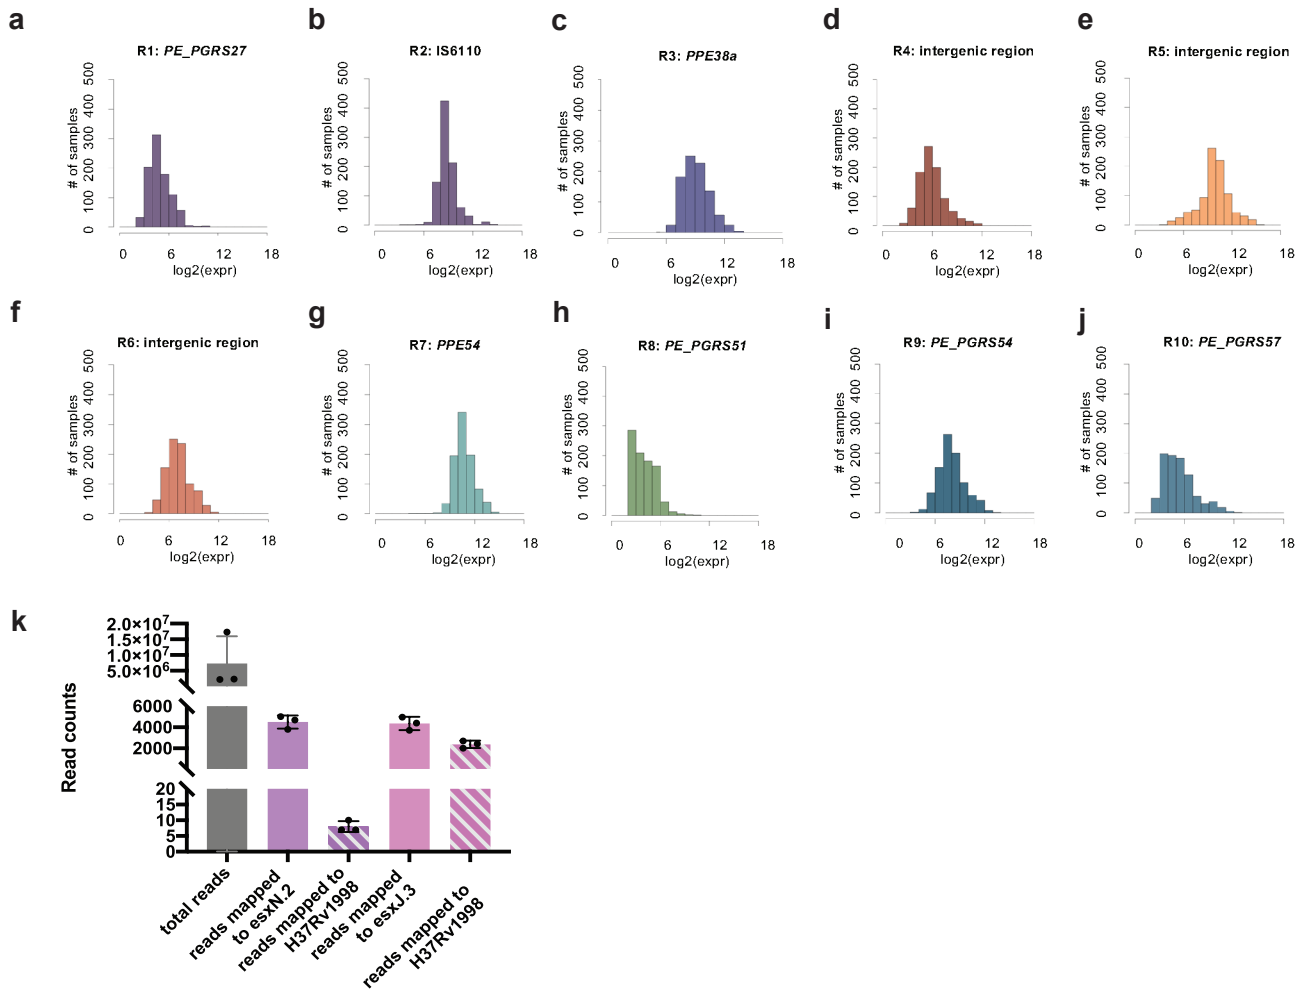 a
R1: PE_PGRS27
# of samples
0 100 200 300 400 500
0 6 12 18
log2(expr)
b
R2: IS6110
# of samples
0 100 200 300 400 500
0 6 12 18
log2(expr)
c
R3: PPE38a
# of samples
0 100 200 300 400 500
0 6 12 18
log2(expr)
d
R4: intergenic region
# of samples
0 100 200 300 400 500
0 6 12 18
log2(expr)
e
R5: intergenic region
# of samples
0 100 200 300 400 500
0 6 12 18
log2(expr)
f
R6: intergenic region
# of samples
0 100 200 300 400 500
0 6 12 18
log2(expr)
g
R7: PPE54
# of samples
0 100 200 300 400 500
0 6 12 18
log2(expr)
h
R8: PE_PGRS51
# of samples
0 100 200 300 400 500
0 6 12 18
log2(expr)
i
R9: PE_PGRS54
# of samples
0 100 200 300 400 500
0 6 12 18
log2(expr)
j
R10: PE_PGRS57
# of samples
0 100 200 300 400 500
0 6 12 18
log2(expr)
k
Read counts
2.0×10⁷
1.5×10⁷
1.0×10⁷
5.0×10⁶
6000
4000
2000
20
15
10
5
0
total reads
reads mapped
to esxN.2
reads mapped to
H37Rv1998
reads mapped
to esxJ.3
reads mapped to
H37Rv1998